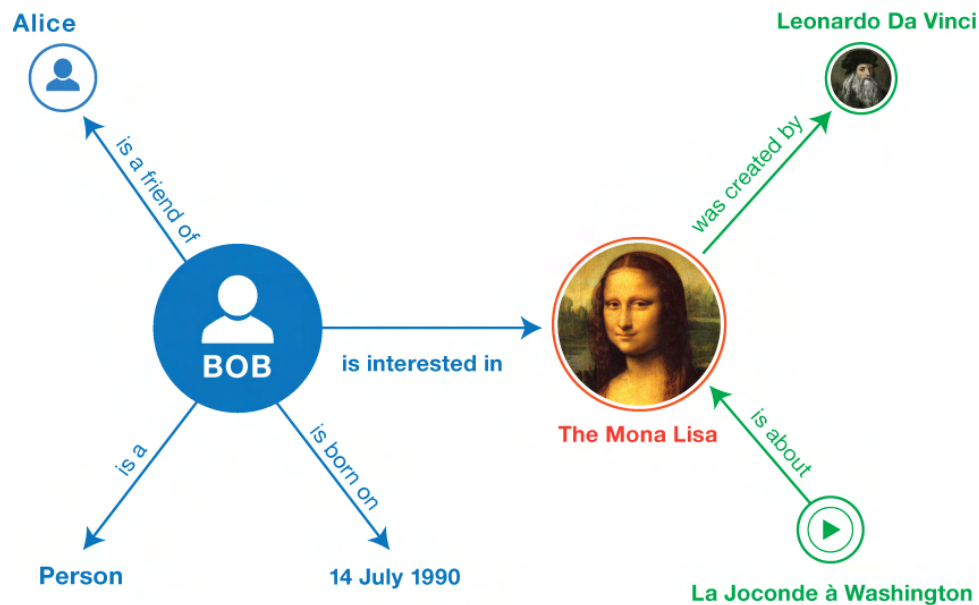 Alice
Leonardo Da Vinci
is a friend of
was created by
BOB
is interested in
The Mona Lisa
is a
is born on
is about
Person
14 July 1990
La Joconde à Washington